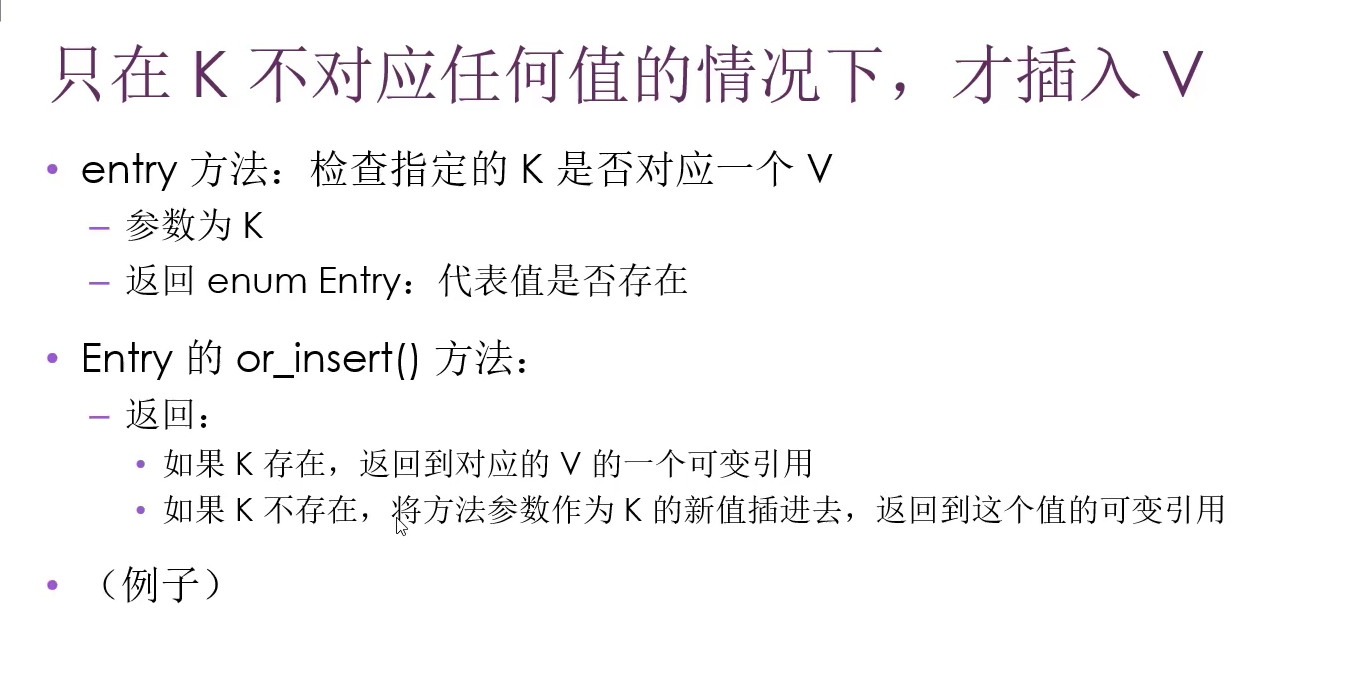 只在 K 不对应任何值的情况下，才插入 V
• entry 方法：检查指定的 K 是否对应一个 V
– 参数为 K
– 返回 enum Entry：代表值是否存在
• Entry 的 or_insert() 方法：
– 返回：
• 如果 K 存在，返回到对应的 V 的一个可变引用
• 如果 K 不存在，将方法参数作为 K 的新值插进去，返回到这个值的可变引用
• （例子）